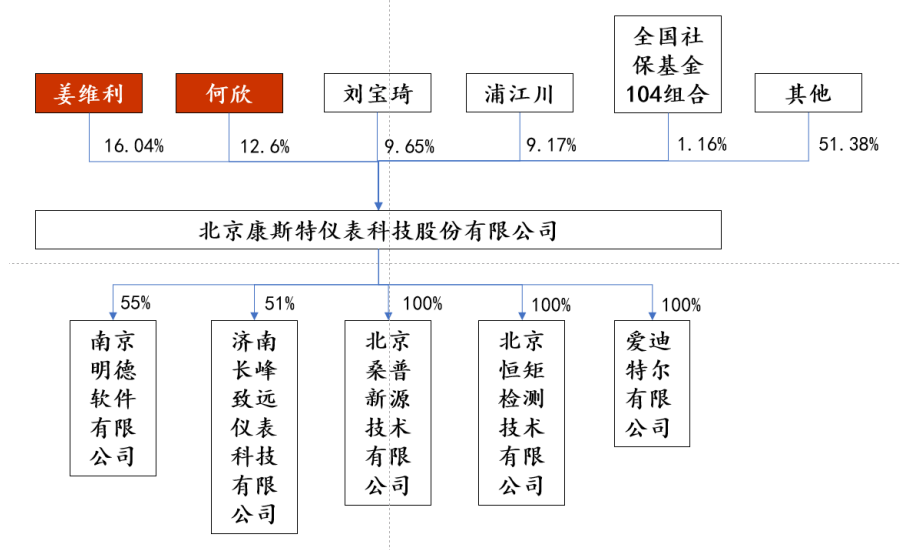 姜维利
何欣
刘宝琦
浦江川
全国社
保基金
104组合
其他
16.04%
12.6%
9.65%
9.17%
1.16%
51.38%
北京康斯特仪表科技股份有限公司
55%
51%
100%
100%
100%
南京
明德
软件
有限
公司
济南
长峰
致远
仪表
科技
有限
公司
北京
桑普
新源
技术
有限
公司
北京
恒矩
检测
技术
有限
公司
爱迪
特尔
有限
公司